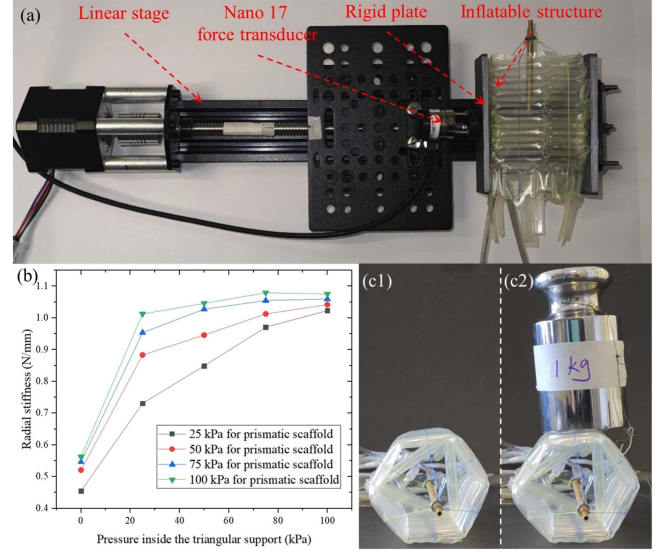 (a)
Linear stage
Nano 17
force transducer
Rigid plate
Inflatable structure
(b)
Radial stiffness (N/mm)
1.1
1.0
0.9
0.8
0.7
0.6
0.5
0.4
25 kPa for prismatic scaffold
50 kPa for prismatic scaffold
75 kPa for prismatic scaffold
100 kPa for prismatic scaffold
0
20
40
60
80
100
Pressure inside the triangular support (kPa)
(c1)
(c2)
1 kg